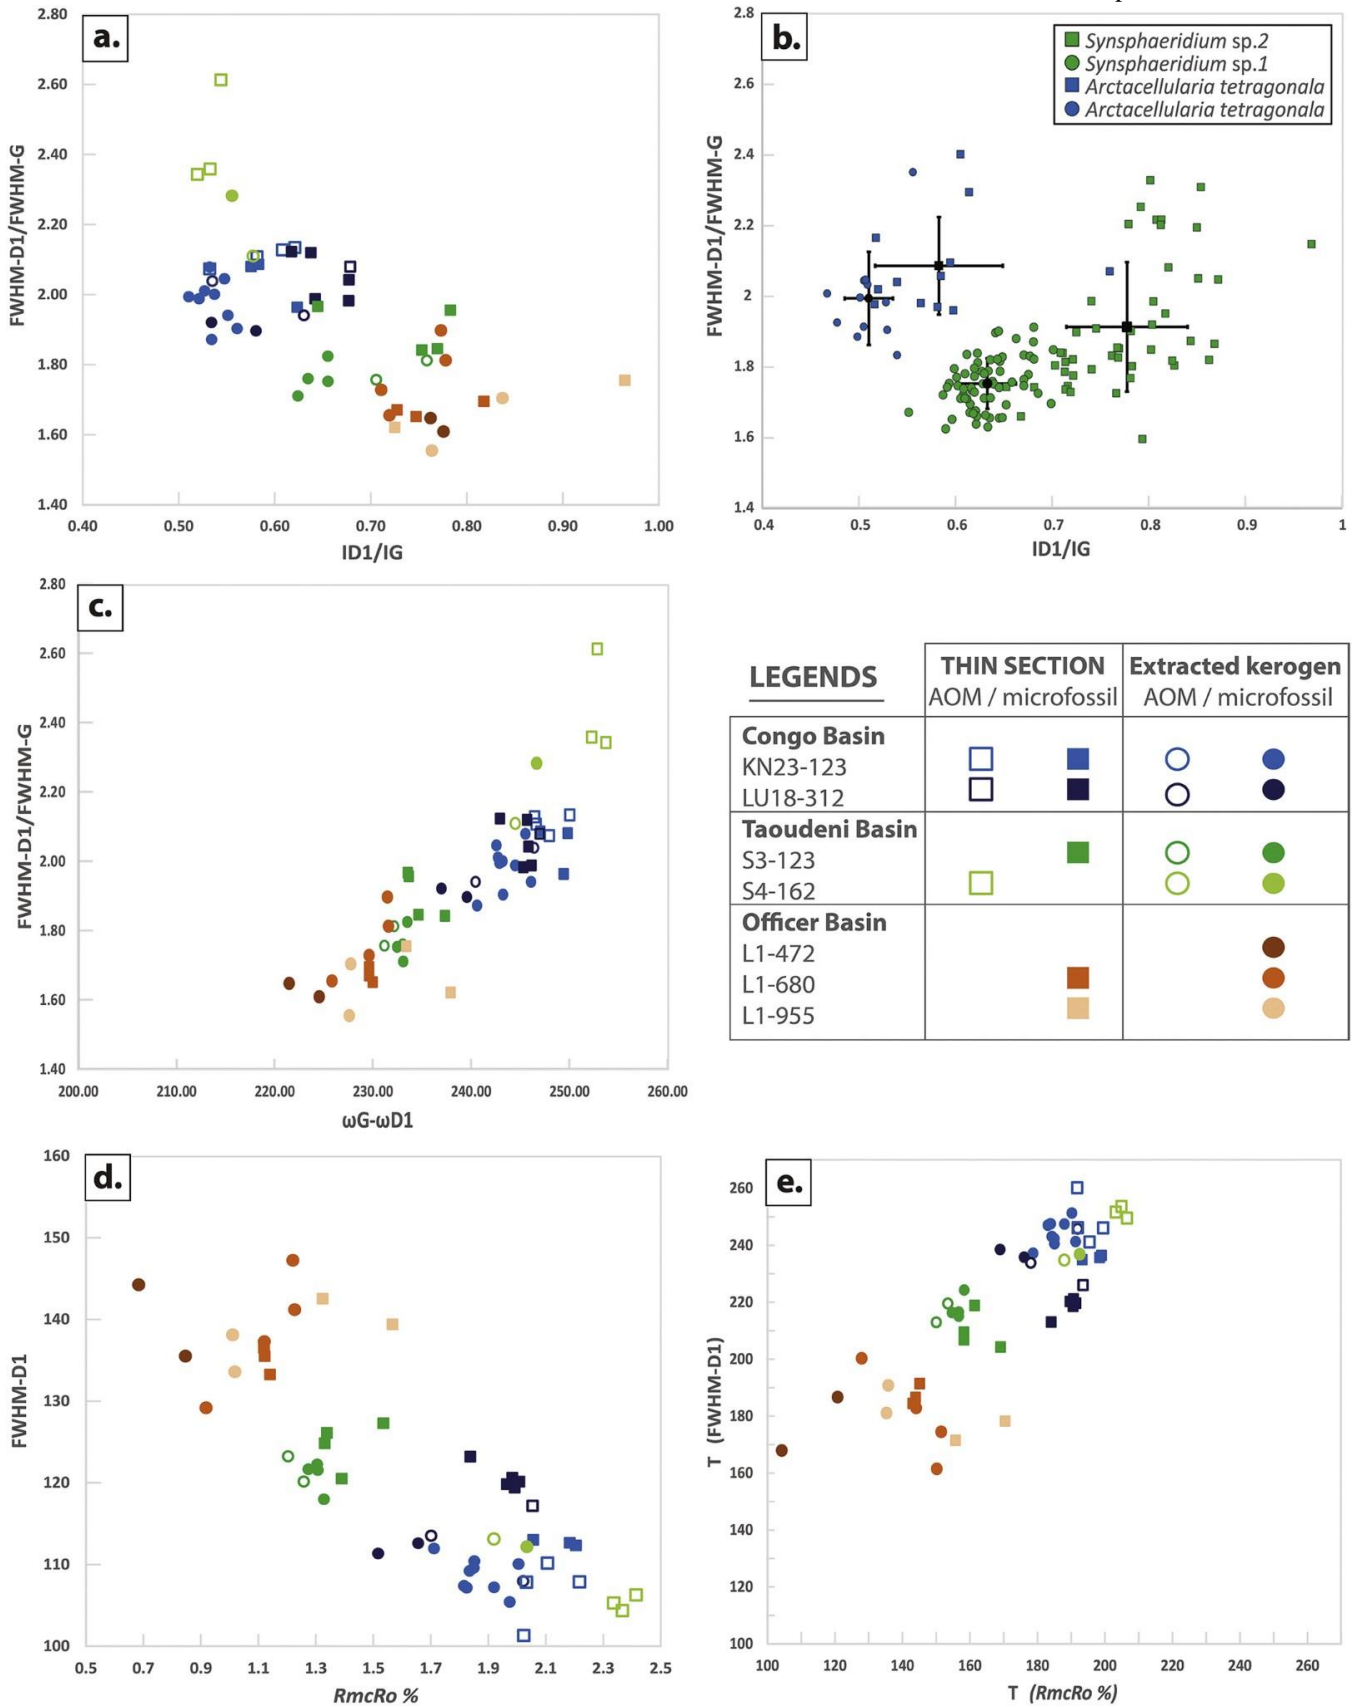 a.
2.80
2.60
2.40
2.20
2.00
1.80
1.60
1.40
FWHM-D1/FWHM-G
0.40 0.50 0.60 0.70 0.80 0.90 1.00
ID1/IG
b.
2.8
2.6
2.4
2.2
2
1.8
1.6
1.4
FWHM-D1/FWHM-G
Synsphaeridium sp.2
Synsphaeridium sp.1
Arctacellularia tetragonala
Arctacellularia tetragonala
0.4 0.5 0.6 0.7 0.8 0.9 1
ID1/IG
c.
2.80
2.60
2.40
2.20
2.00
1.80
1.60
1.40
FWHM-D1/FWHM-G
200.00 210.00 220.00 230.00 240.00 250.00 260.00
ωG-ωD1
LEGENDS THIN SECTION Extracted kerogen
AOM / microfossil AOM / microfossil
Congo Basin
KN23-123
LU18-312
Taoudeni Basin
S3-123
S4-162
Officer Basin
L1-472
L1-680
L1-955
d.
160
150
140
130
120
110
100
FWHM-D1
0.5 0.7 0.9 1.1 1.3 1.5 1.7 1.9 2.1 2.3 2.5
RmcRo %
e.
260
240
220
200
180
160
140
120
100
T (FWHM-D1)
100 120 140 160 180 200 220 240 260
T (RmcRo %)